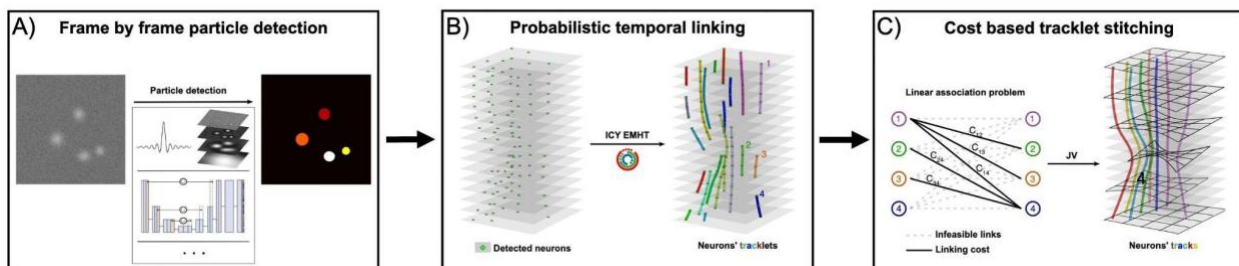 A) Frame by frame particle detection
Particle detection
. . .
B) Probabilistic temporal linking
1
ICY EMHT
2
3
4
Detected neurons
Neurons' tracklets
C) Cost based tracklet stitching
Linear association problem
1 1
C12
2 2
C13
C24
C14
3 3
C34
4 4
JV
4
Infeasible links
Linking cost
Neurons' tracks